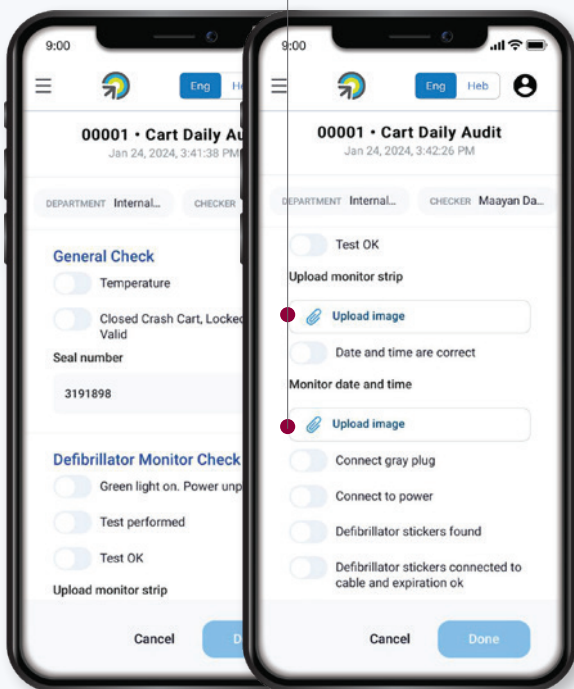 9:00
Eng
00001 • Cart Daily Au
Jan 24, 2024, 3:41:38 PM
DEPARTMENT Internal...
CHECKER
General Check
Temperature
Closed Crash Cart, Locked
Valid
Seal number
3191898
Defibrillator Monitor Check
Green light on. Power unp
Test performed
Test OK
Upload monitor strip
Cancel
9:00
Eng Heb
00001 • Cart Daily Audit
Jan 24, 2024, 3:42:26 PM
DEPARTMENT Internal...
CHECKER Maayan Da...
Test OK
Upload monitor strip
Upload image
Date and time are correct
Monitor date and time
Upload image
Connect gray plug
Connect to power
Defibrillator stickers found
Defibrillator stickers connected to
cable and expiration ok
Cancel
Done